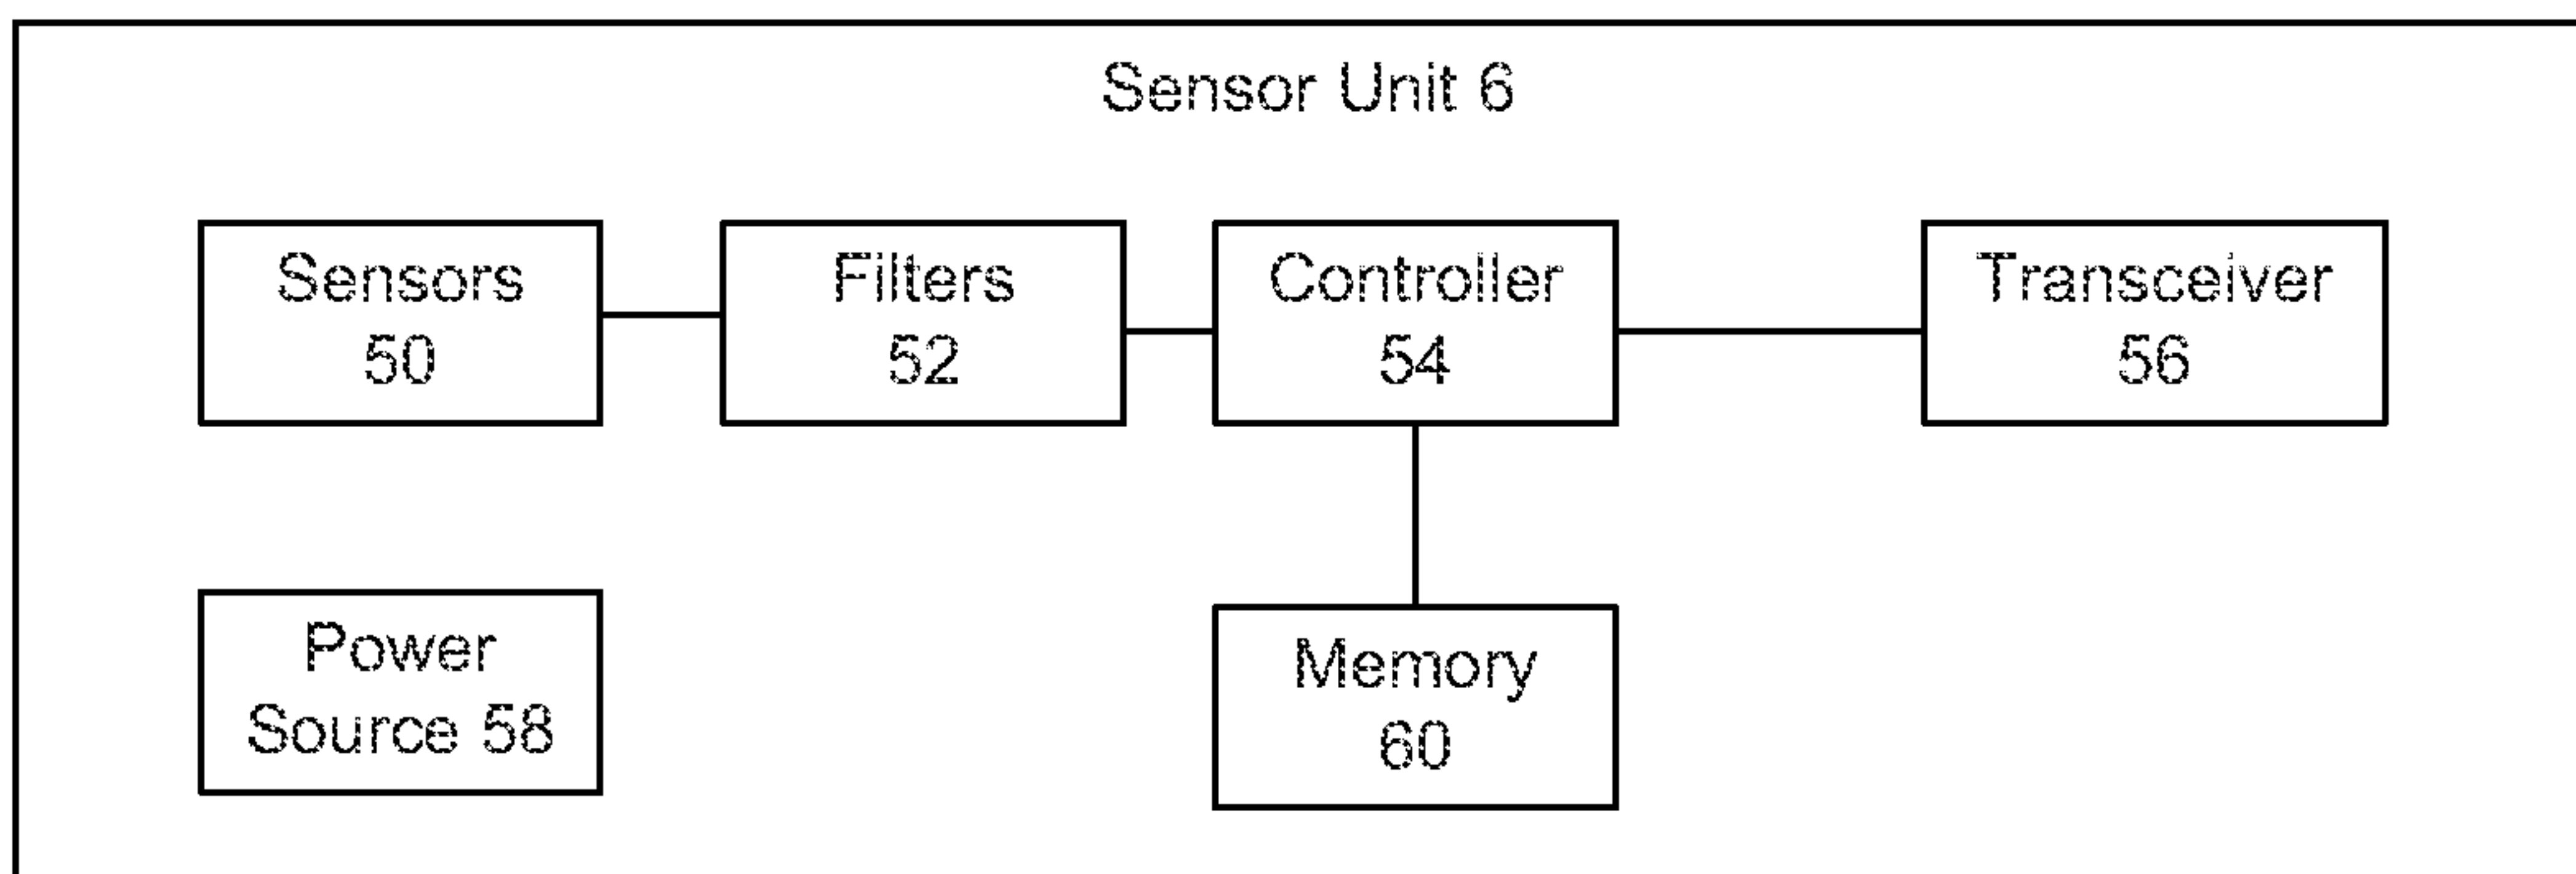 Sensor Unit 6
Sensors
50
Filters
52
Controller
54
Transceiver
56
Power
Source 58
Memory
60